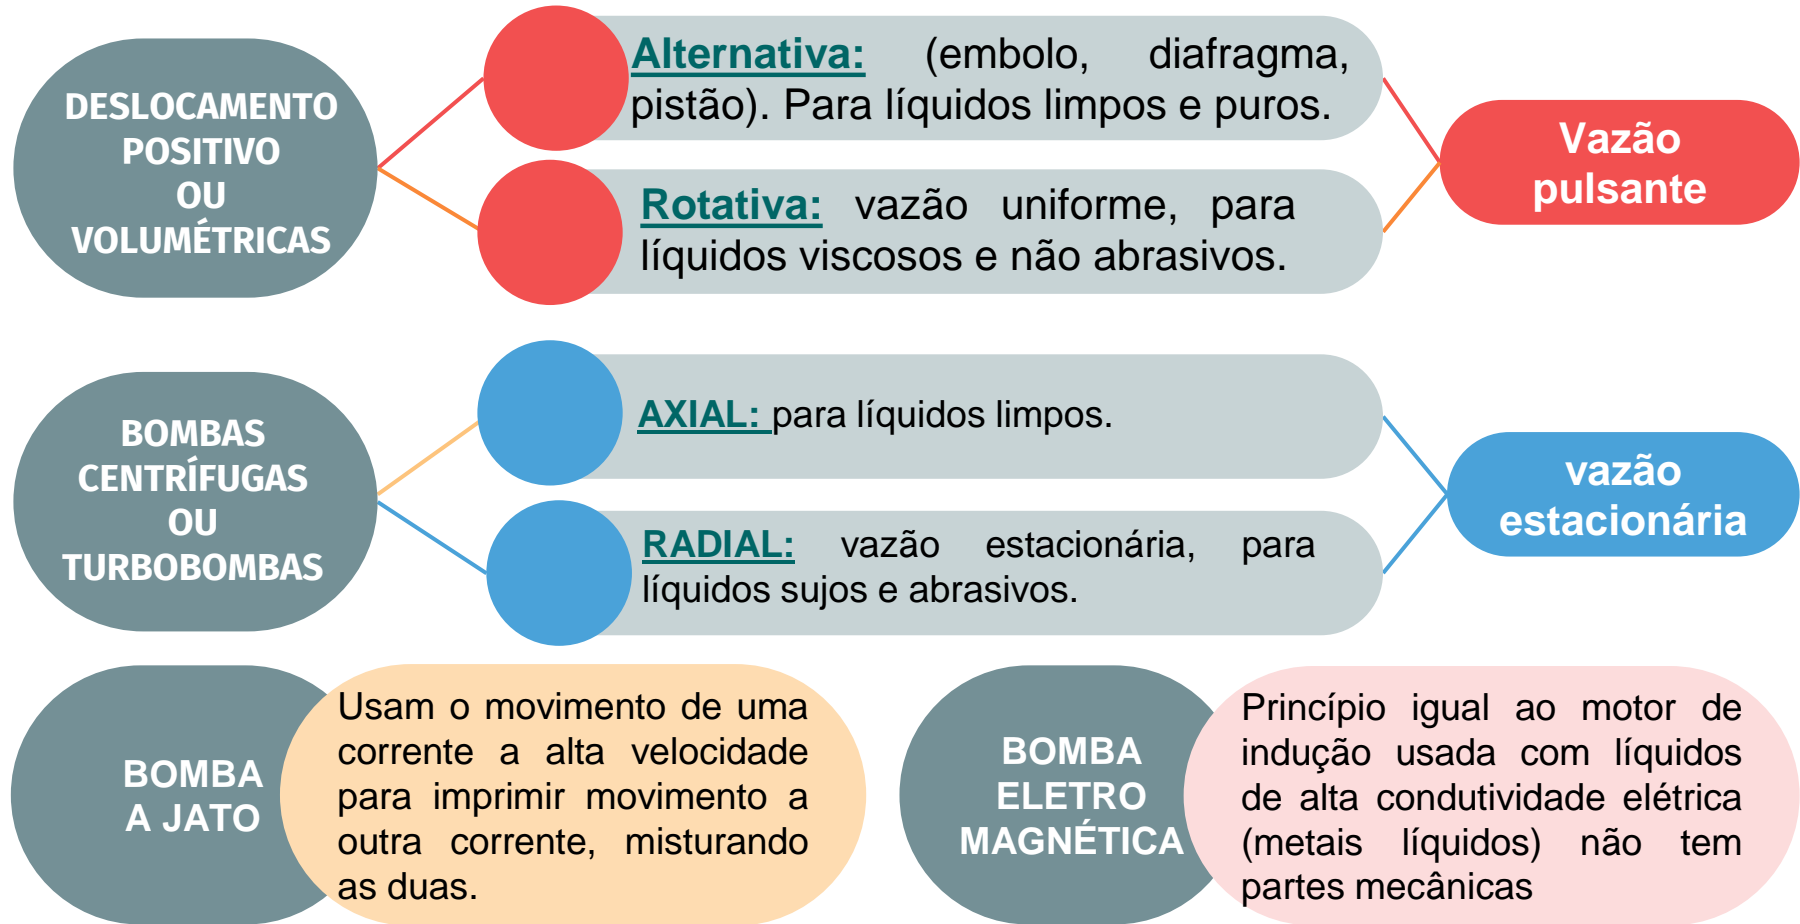 DESLOCAMENTO
POSITIVO
OU
VOLUMÉTRICAS
Alternativa: (embolo, diafragma,
pistão). Para líquidos limpos e puros.
Rotativa: vazão uniforme, para
líquidos viscosos e não abrasivos.
Vazão
pulsante
BOMBAS
CENTRÍFUGAS
OU
TURBOBOMBAS
AXIAL: para líquidos limpos.
RADIAL: vazão estacionária, para
líquidos sujos e abrasivos.
vazão
estacionária
BOMBA
A JATO
Usam o movimento de uma
corrente a alta velocidade
para imprimir movimento a
outra corrente, misturando
as duas.
BOMBA
ELETRO
MAGNÉTICA
Princípio igual ao motor de
indução usada com líquidos
de alta condutividade elétrica
(metais líquidos) não tem
partes mecânicas